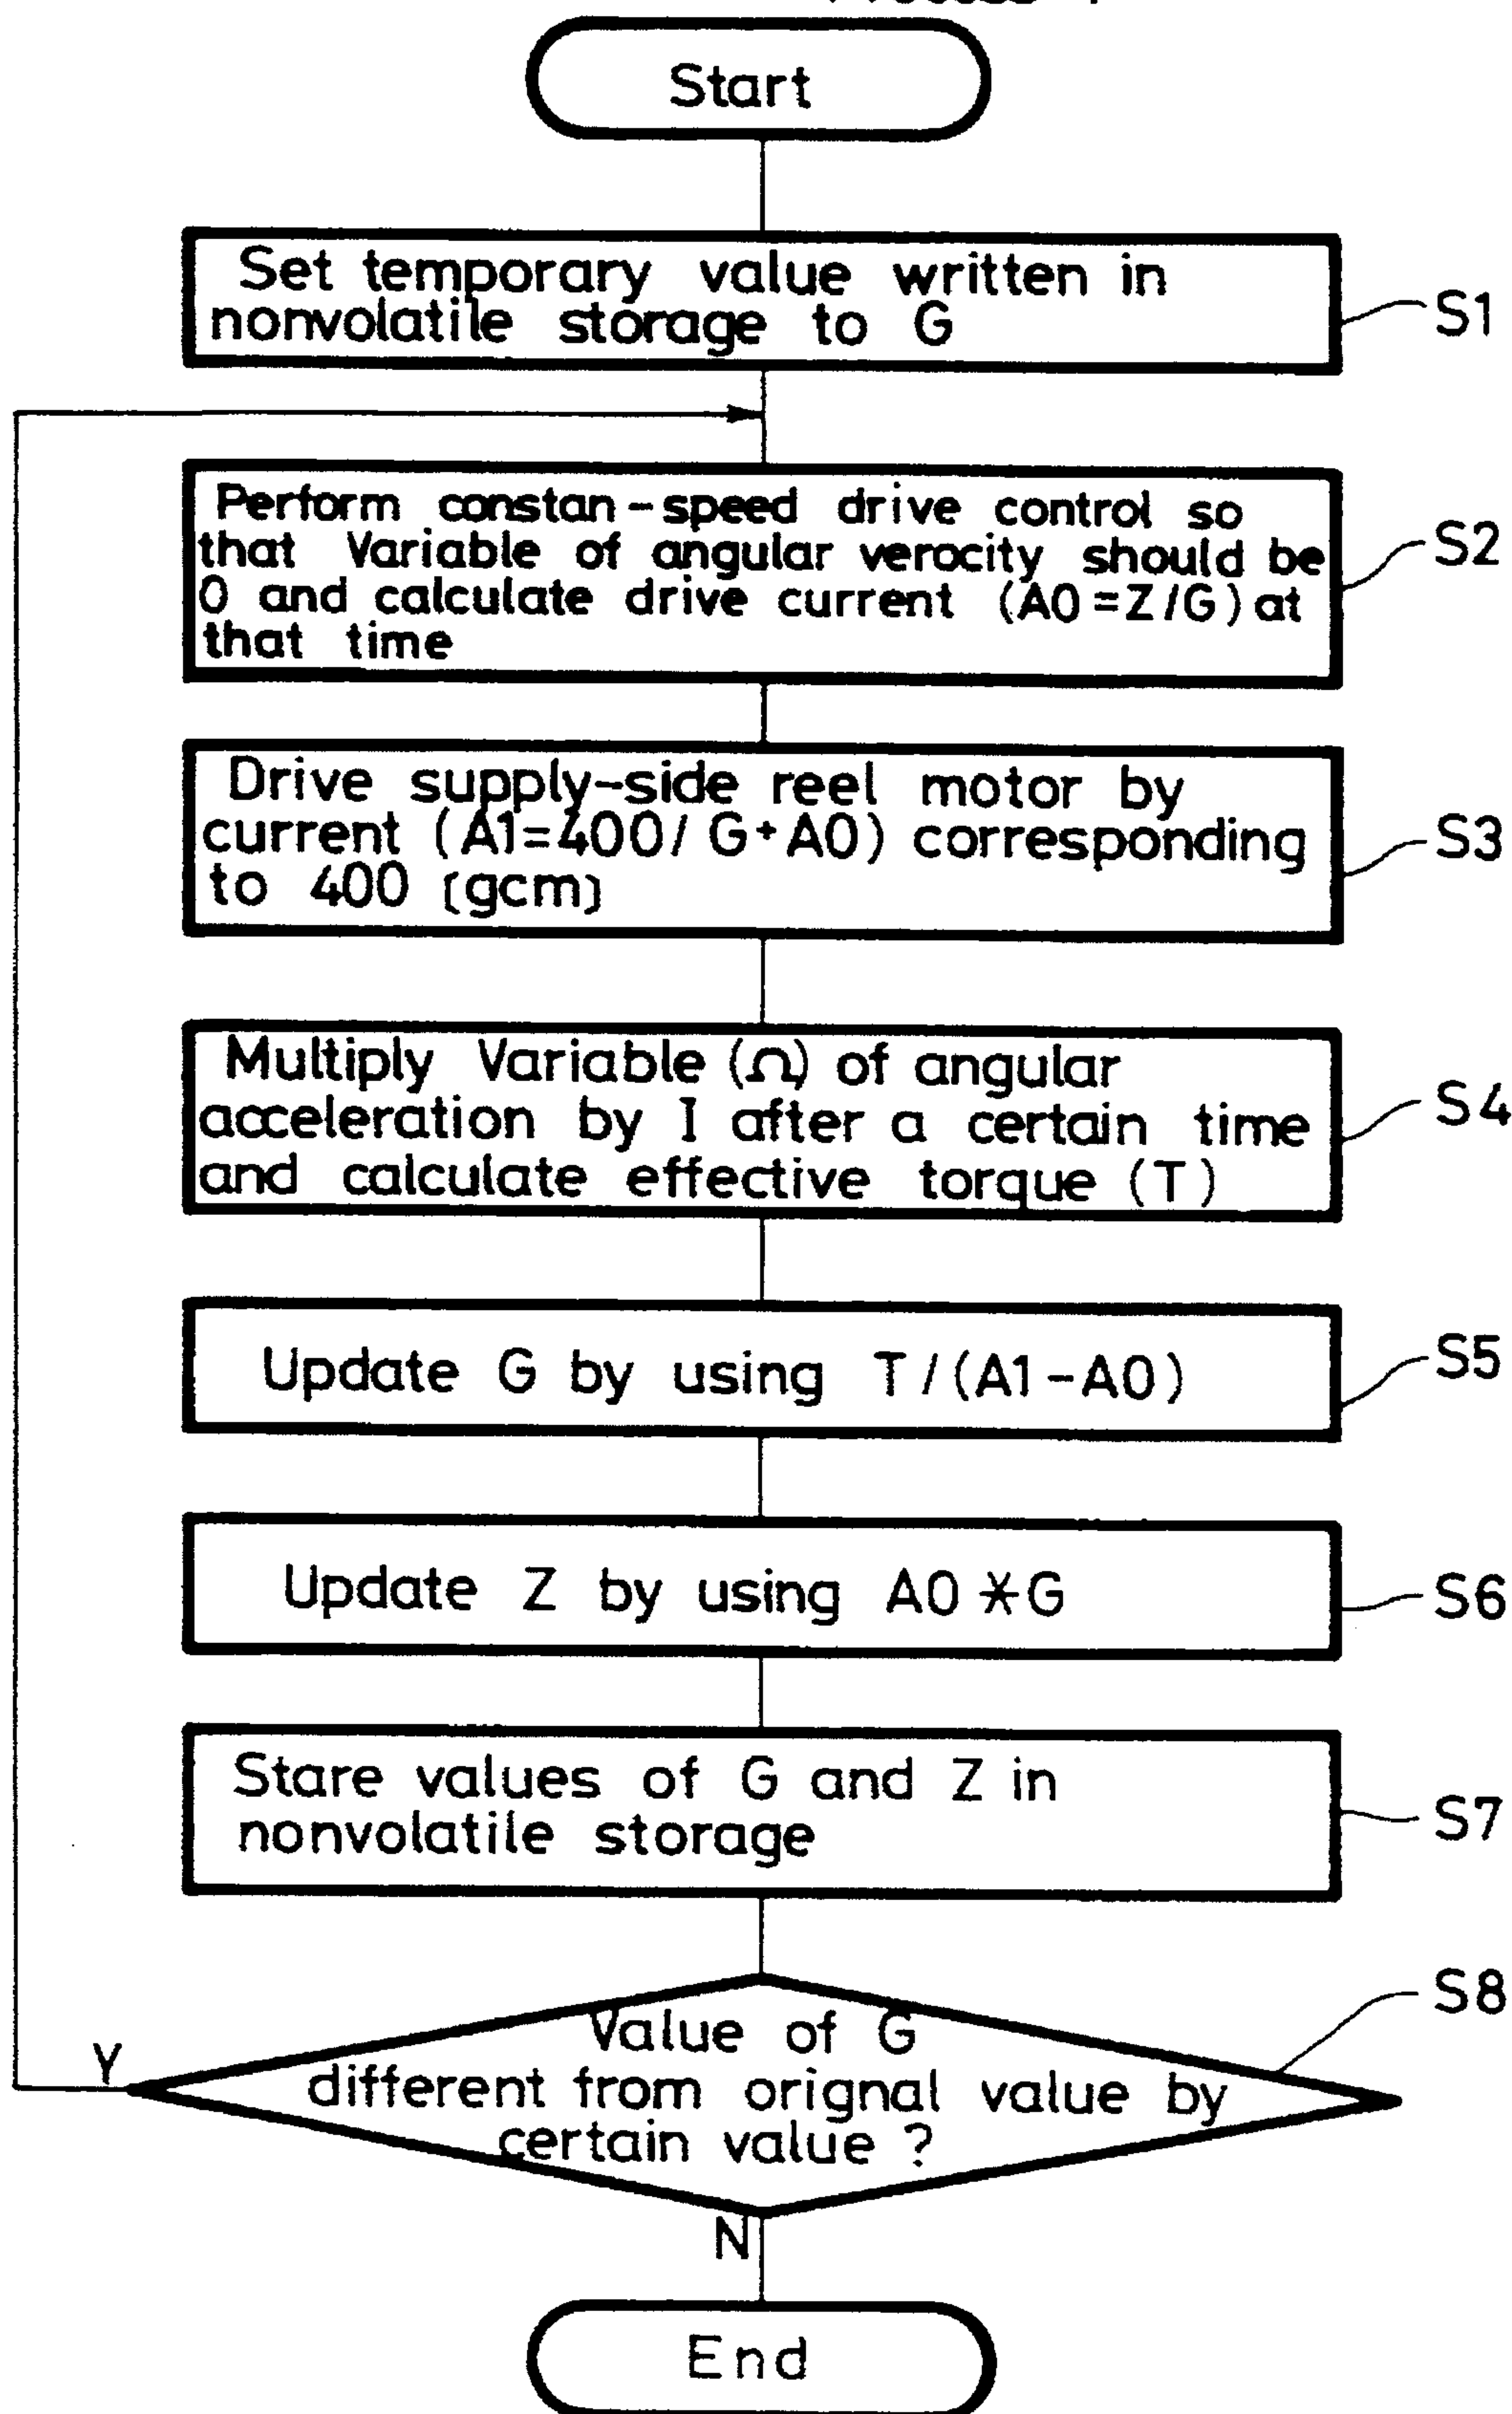 Start
Set temporary value written in
nonvolatile storage to G
S1
Perform constan-speed drive control so
that Variable of angular verocity should be
0 and calculate drive current (A0=Z/G) at
that time
S2
Drive supply-side reel motor by
current (A1=400/G+A0) corresponding
to 400 [gcm]
S3
Multiply Variable (Ω) of angular
acceleration by I after a certain time
and calculate effective torque (T)
S4
Update G by using T/(A1-A0)
S5
Update Z by using A0*G
S6
Stare values of G and Z in
nonvolatile storage
S7
S8
Value of G
different from orignal value by
certain value ?
Y
N
End